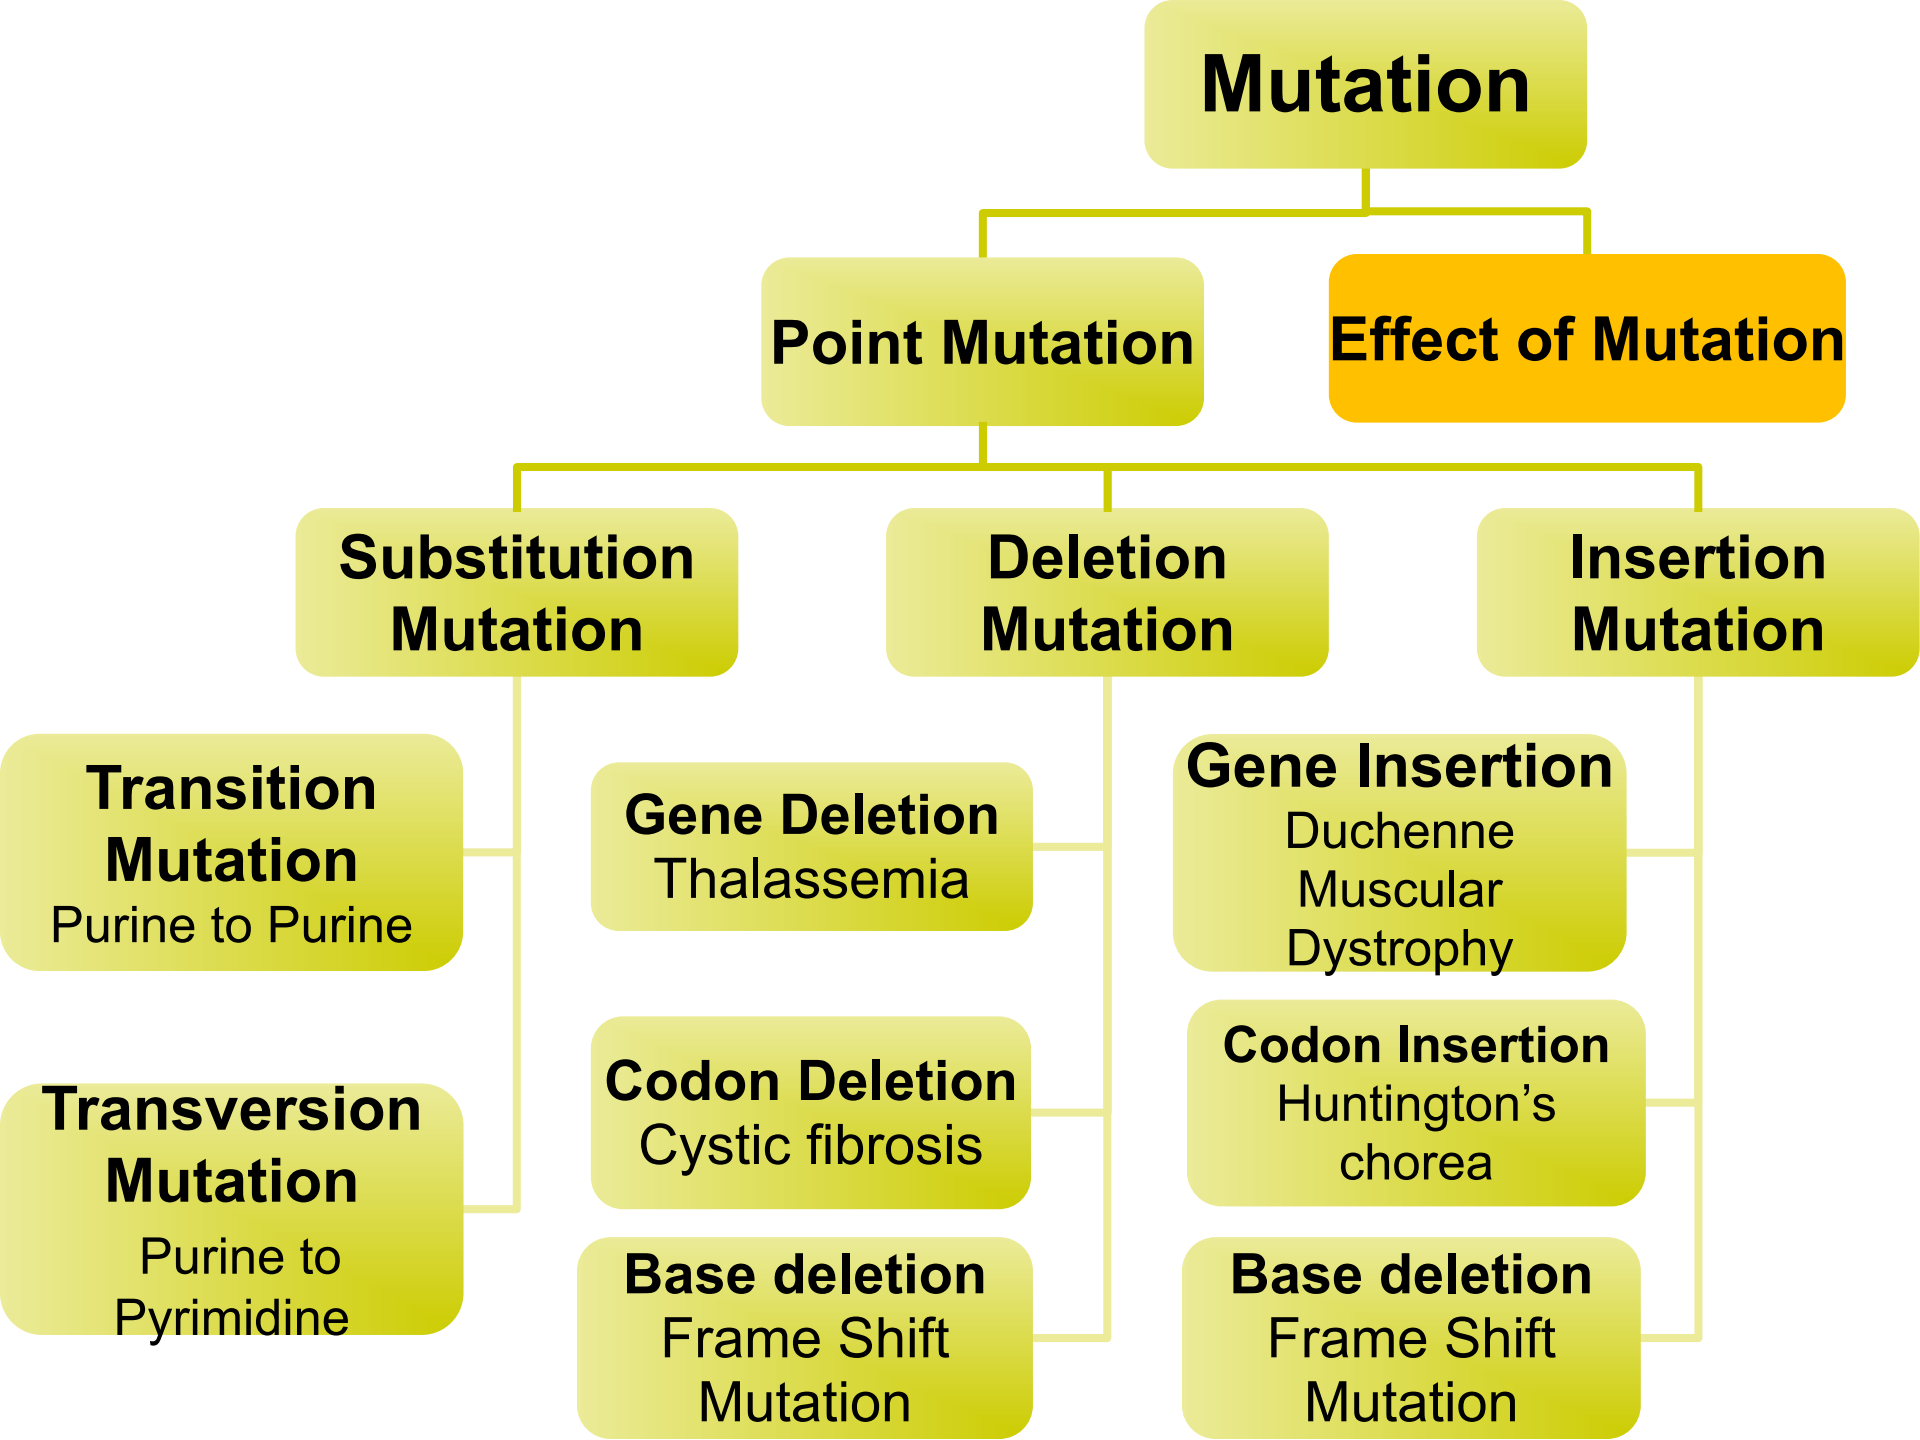 Mutation
Point Mutation
Effect of Mutation
Substitution
Mutation
Deletion
Mutation
Insertion
Mutation
Transition
Mutation
Purine to Purine
Transversion
Mutation
Purine to
Pyrimidine
Gene Deletion
Thalassemia
Codon Deletion
Cystic fibrosis
Base deletion
Frame Shift
Mutation
Gene Insertion
Duchenne
Muscular
Dystrophy
Codon Insertion
Huntington’s
chorea
Base deletion
Frame Shift
Mutation